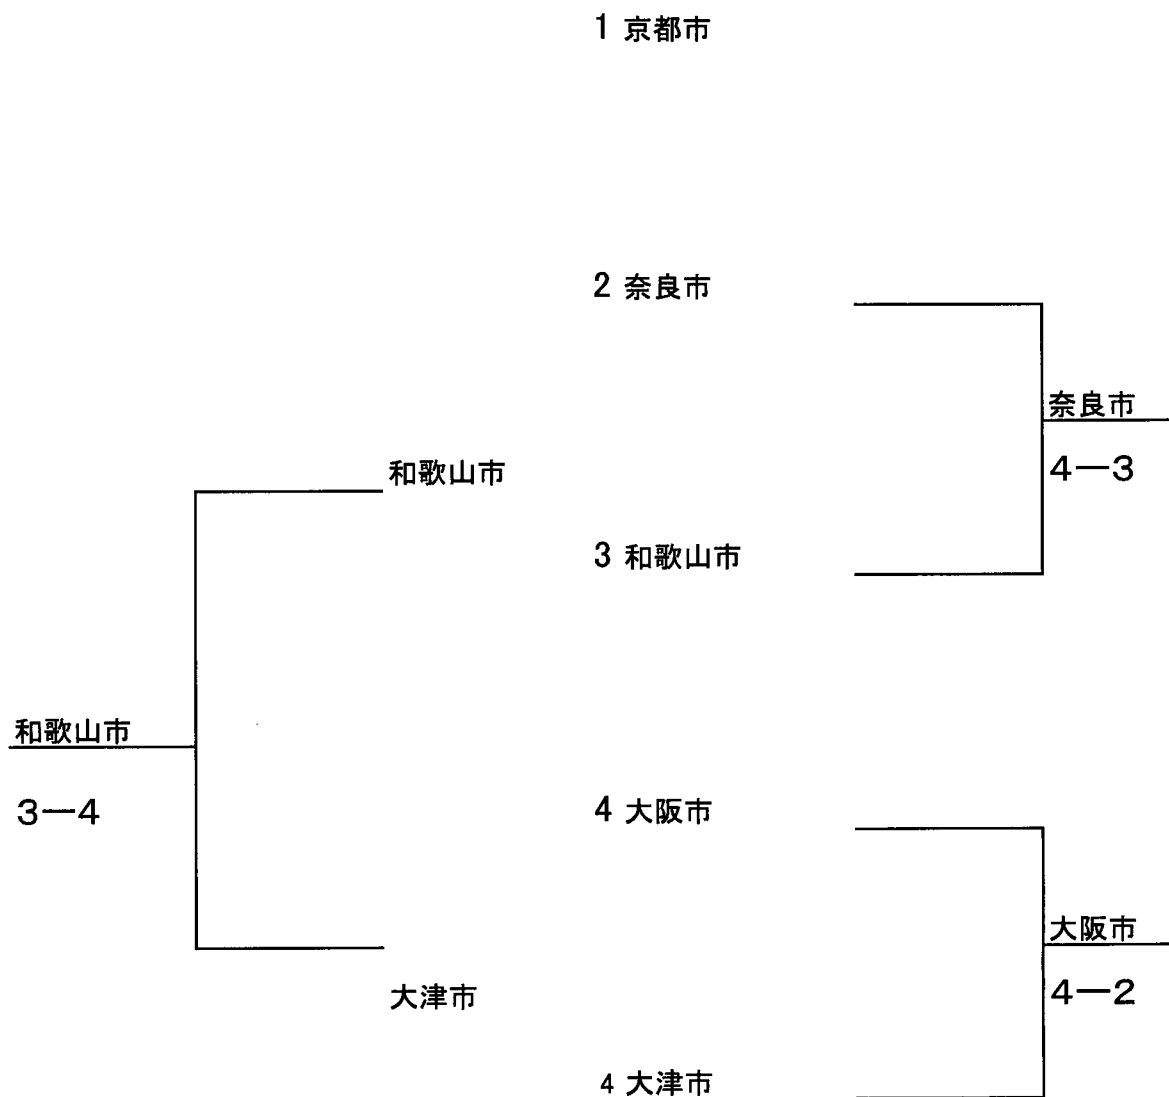 1 京都市
2 奈良市
奈良市
4－3
和歌山市
3 和歌山市
和歌山市
3－4
4 大阪市
大阪市
4－2
大津市
4 大津市